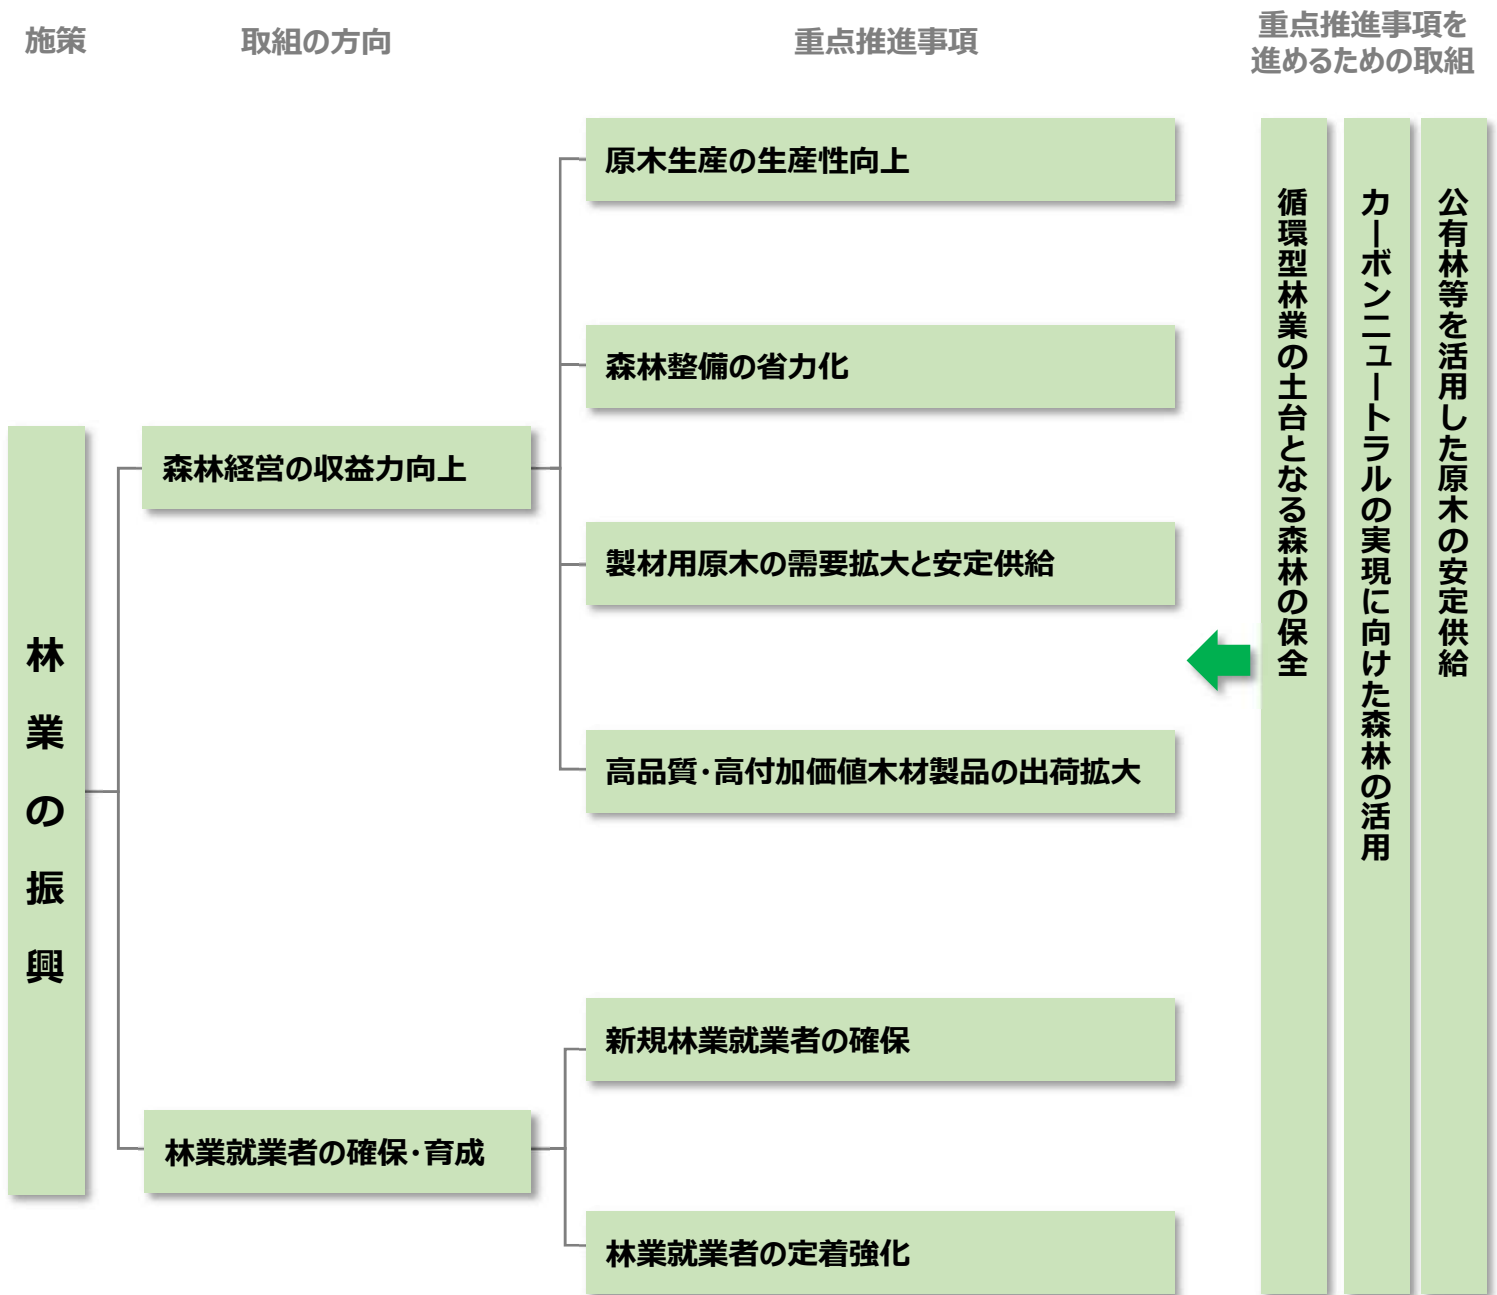 施策
取組の方向
重点推進事項
重点推進事項を
進めるための取組
林業の振興
森林経営の収益力向上
原木生産の生産性向上
森林整備の省力化
製材用原木の需要拡大と安定供給
高品質・高付加価値木材製品の出荷拡大
林業就業者の確保・育成
新規林業就業者の確保
林業就業者の定着強化
循環型林業の土台となる森林の保全
カーボンニュートラルの実現に向けた森林の活用
公有林等を活用した原木の安定供給